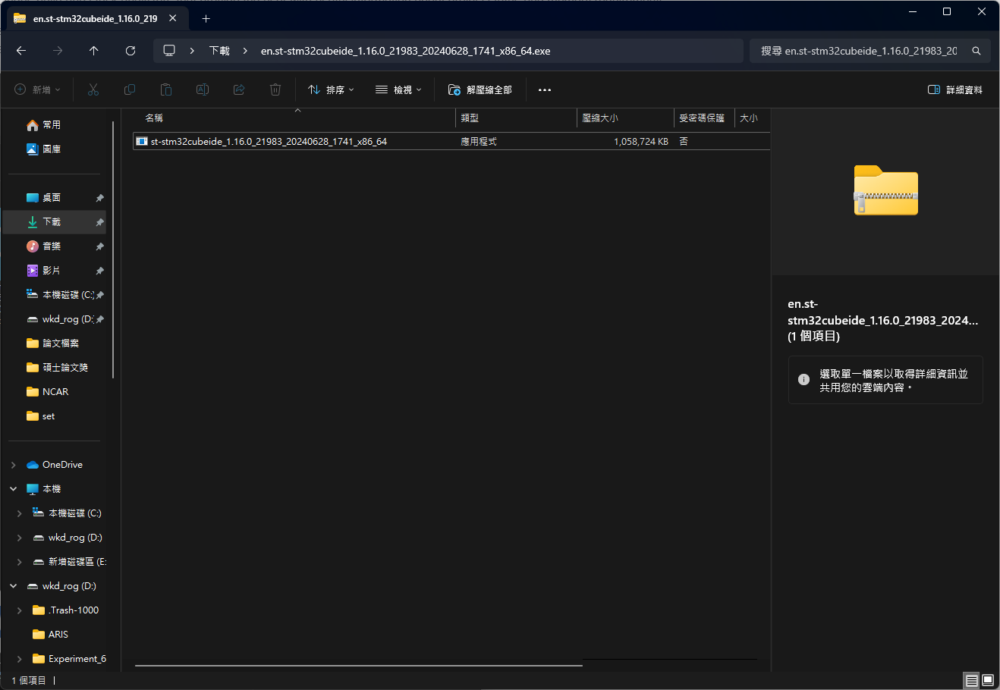 en.st-stm32cubeide_1.16.0_219
下載
en.st-stm32cubeide_1.16.0_21983_20240628_1741_x86_64.exe
搜尋 en.st-stm32cubeide_1.16.0_21983_20
新增
排序
檢視
解壓縮全部
詳細資料
名稱
類型
壓縮大小
受密碼保護
大小
st-stm32cubeide_1.16.0_21983_20240628_1741_x86_64
應用程式
1,058,724 KB
否
常用
圖庫
桌面
下載
音樂
影片
本機磁碟 (C:)
wkd_rog (D:)
論文檔案
碩士論文獎
NCAR
set
OneDrive
本機
本機磁碟 (C:)
wkd_rog (D:)
新增磁碟區 (E:
wkd_rog (D:)
.Trash-1000
ARIS
Experiment_6
en.st-
stm32cubeide_1.16.0_21983_2024...
(1 個項目)
選取單一檔案以取得詳細資訊並
共用您的雲端內容。
1 個項目